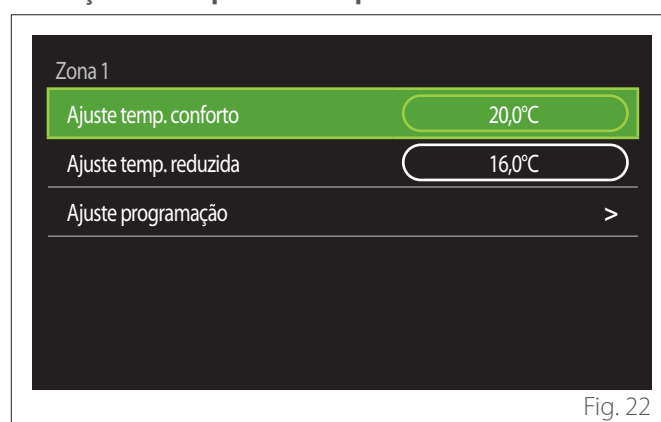 Zona 1
Ajuste temp. conforto 20,0°C
Ajuste temp. reduzida 16,0°C
Ajuste programação >
Fig. 22